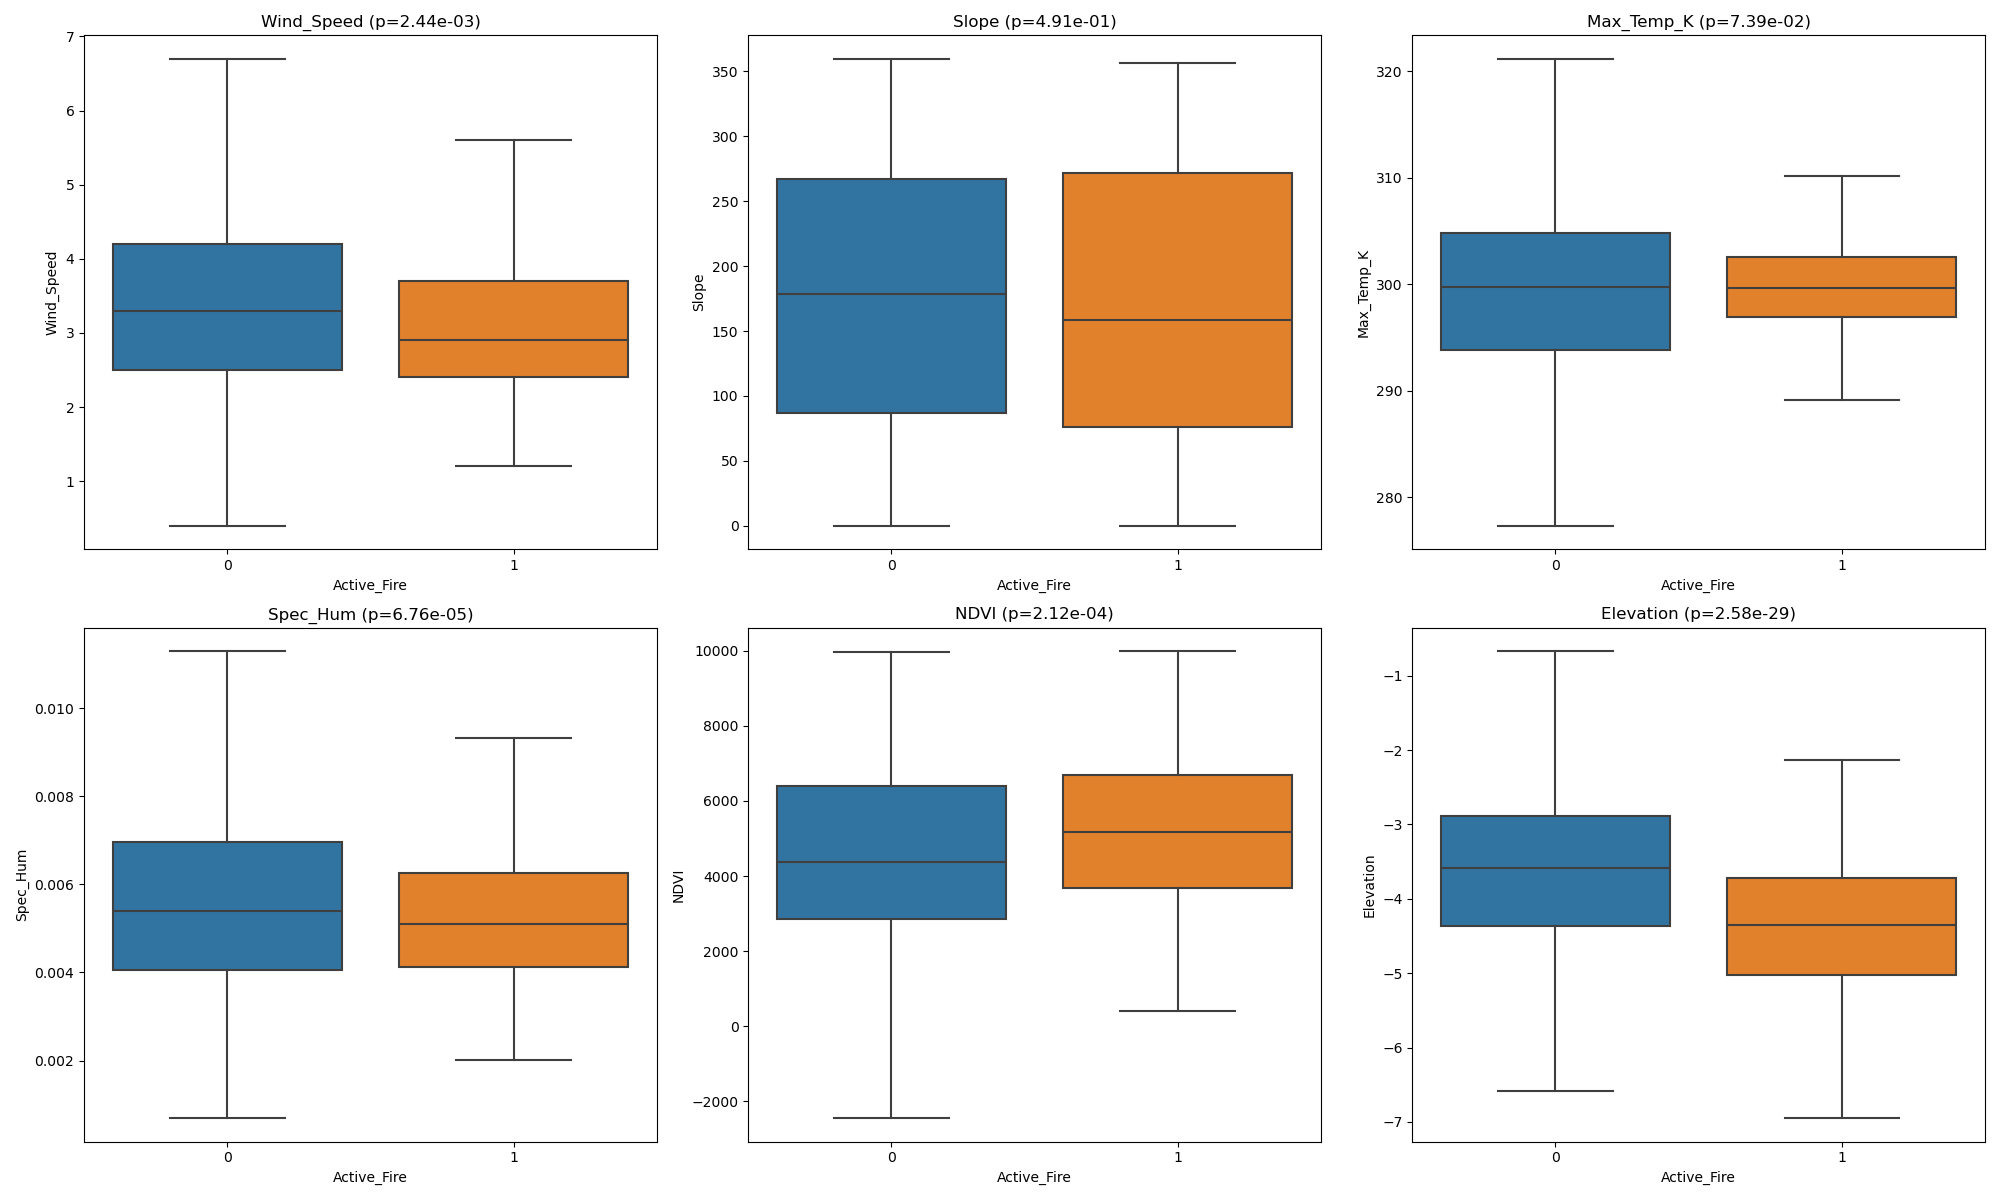 Wind_Speed (p=2.44e-03)
Wind_Speed
7
6
5
4
3
2
1
0
1
Active_Fire
Slope (p=4.91e-01)
Slope
350
300
250
200
150
100
50
0
0
1
Active_Fire
Max_Temp_K (p=7.39e-02)
Max_Temp_K
320
310
300
290
280
0
1
Active_Fire
Spec_Hum (p=6.76e-05)
Spec_Hum
0.010
0.008
0.006
0.004
0.002
0
1
Active_Fire
NDVI (p=2.12e-04)
NDVI
10000
8000
6000
4000
2000
0
−2000
0
1
Active_Fire
Elevation (p=2.58e-29)
Elevation
−1
−2
−3
−4
−5
−6
−7
0
1
Active_Fire